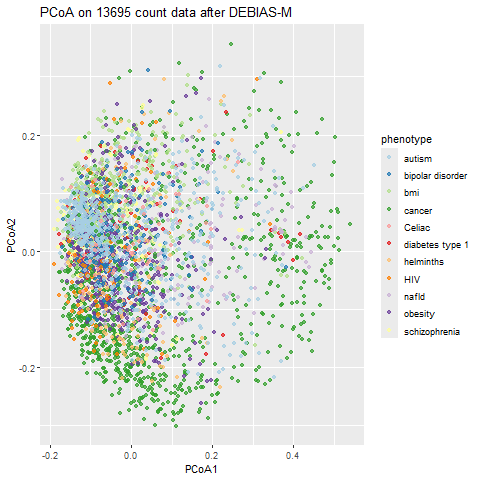 PCoA on 13695 count data after DEBIAS-M
PCoA2
0.2
0.0
-0.2
-0.2
0.0
0.2
0.4
PCoA1
phenotype
autism
bipolar disorder
bmi
cancer
Celiac
diabetes type 1
helminths
HIV
nafld
obesity
schizophrenia